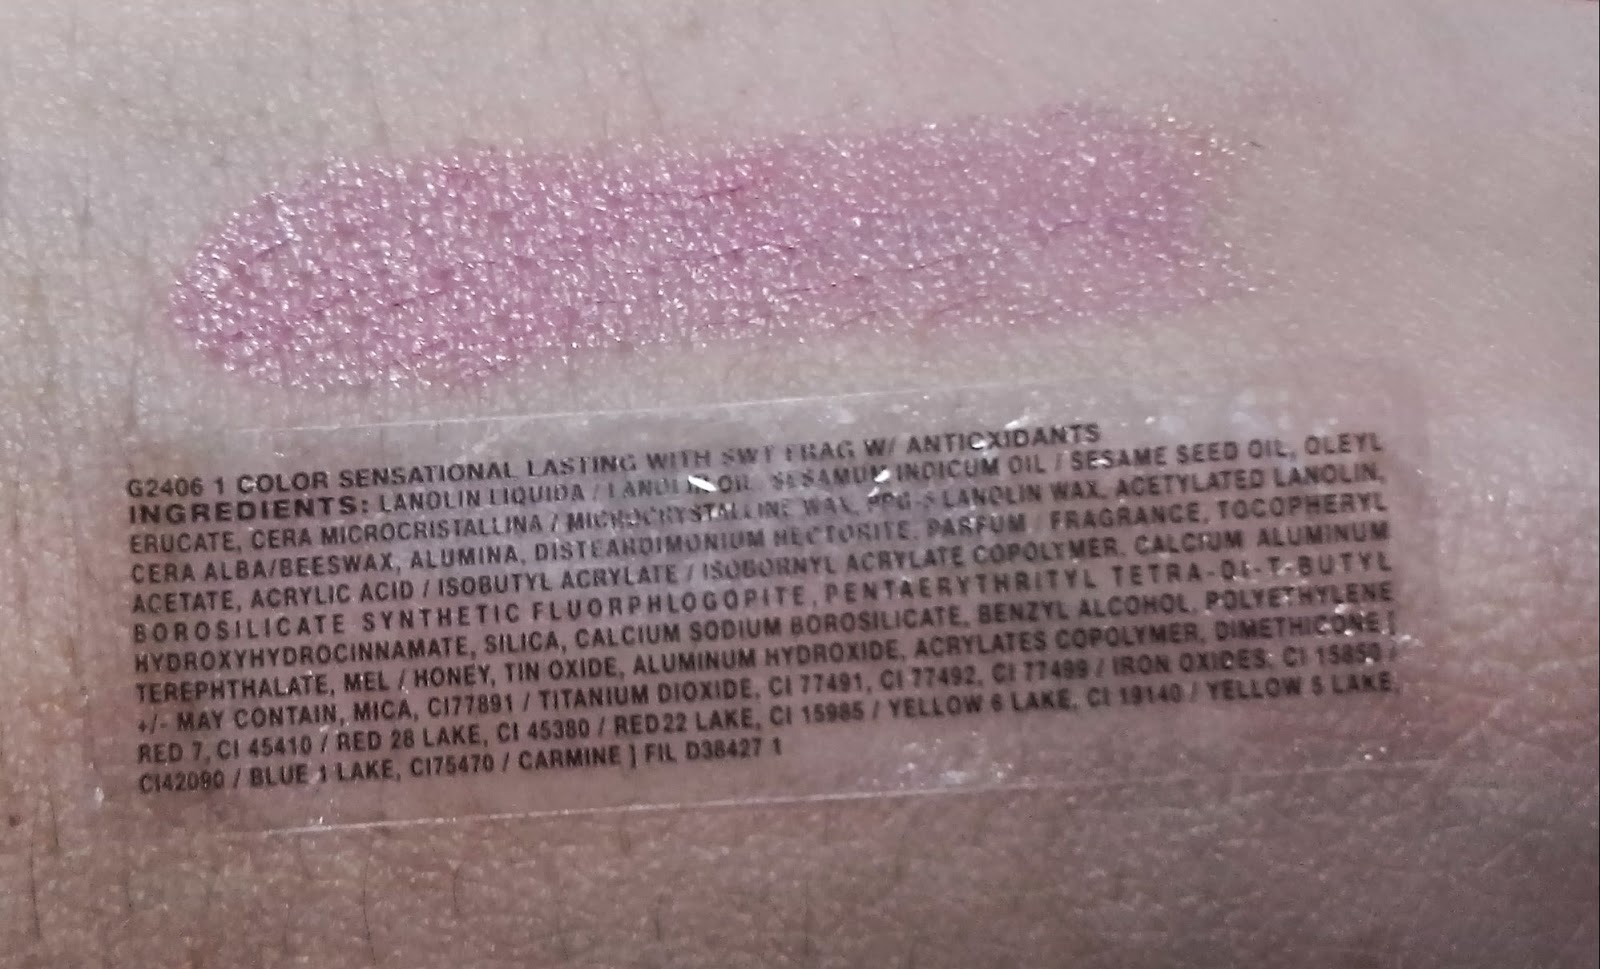 G2406 1 COLOR SENSATIONAL LASTING WITH SWT FRAG W/ ANTIOXIDANTS
INGREDIENTS: LANOLIN LIQUIDA / LANOLIN OIL, SESAMUM INDICUM OIL / SESAME SEED OIL, OLEYL
ERUCATE, CERA MICROCRISTALLINA / MICROCRYSTALLINE WAX, PPG-5 LANOLIN WAX, ACETYLATED LANOLIN,
CERA ALBA/BEESWAX, ALUMINA, DISTEARDIMONIUM HECTORITE, PARFUM / FRAGRANCE, TOCOPHERYL
ACETATE, ACRYLIC ACID / ISOBUTYL ACRYLATE / ISOBORNYL ACRYLATE COPOLYMER, CALCIUM ALUMINUM
BOROSILICATE SYNTHETIC FLUORPHLOGOPITE, PENTAERYTHRITYL TETRA-DI-T-BUTYL
HYDROXYHYDROCINNAMATE, SILICA, CALCIUM SODIUM BOROSILICATE, BENZYL ALCOHOL, POLYETHYLENE
TEREPHTHALATE, MEL / HONEY, TIN OXIDE, ALUMINUM HYDROXIDE, ACRYLATES COPOLYMER, DIMETHICONE [
+/- MAY CONTAIN, MICA, CI77891 / TITANIUM DIOXIDE, CI 77491, CI 77492, CI 77499 / IRON OXIDES, CI 15850 /
RED 7, CI 45410 / RED 28 LAKE, CI 45380 / RED22 LAKE, CI 15985 / YELLOW 6 LAKE, CI 19140 / YELLOW 5 LAKE,
CI42090 / BLUE 1 LAKE, CI75470 / CARMINE ] FIL D38427 1